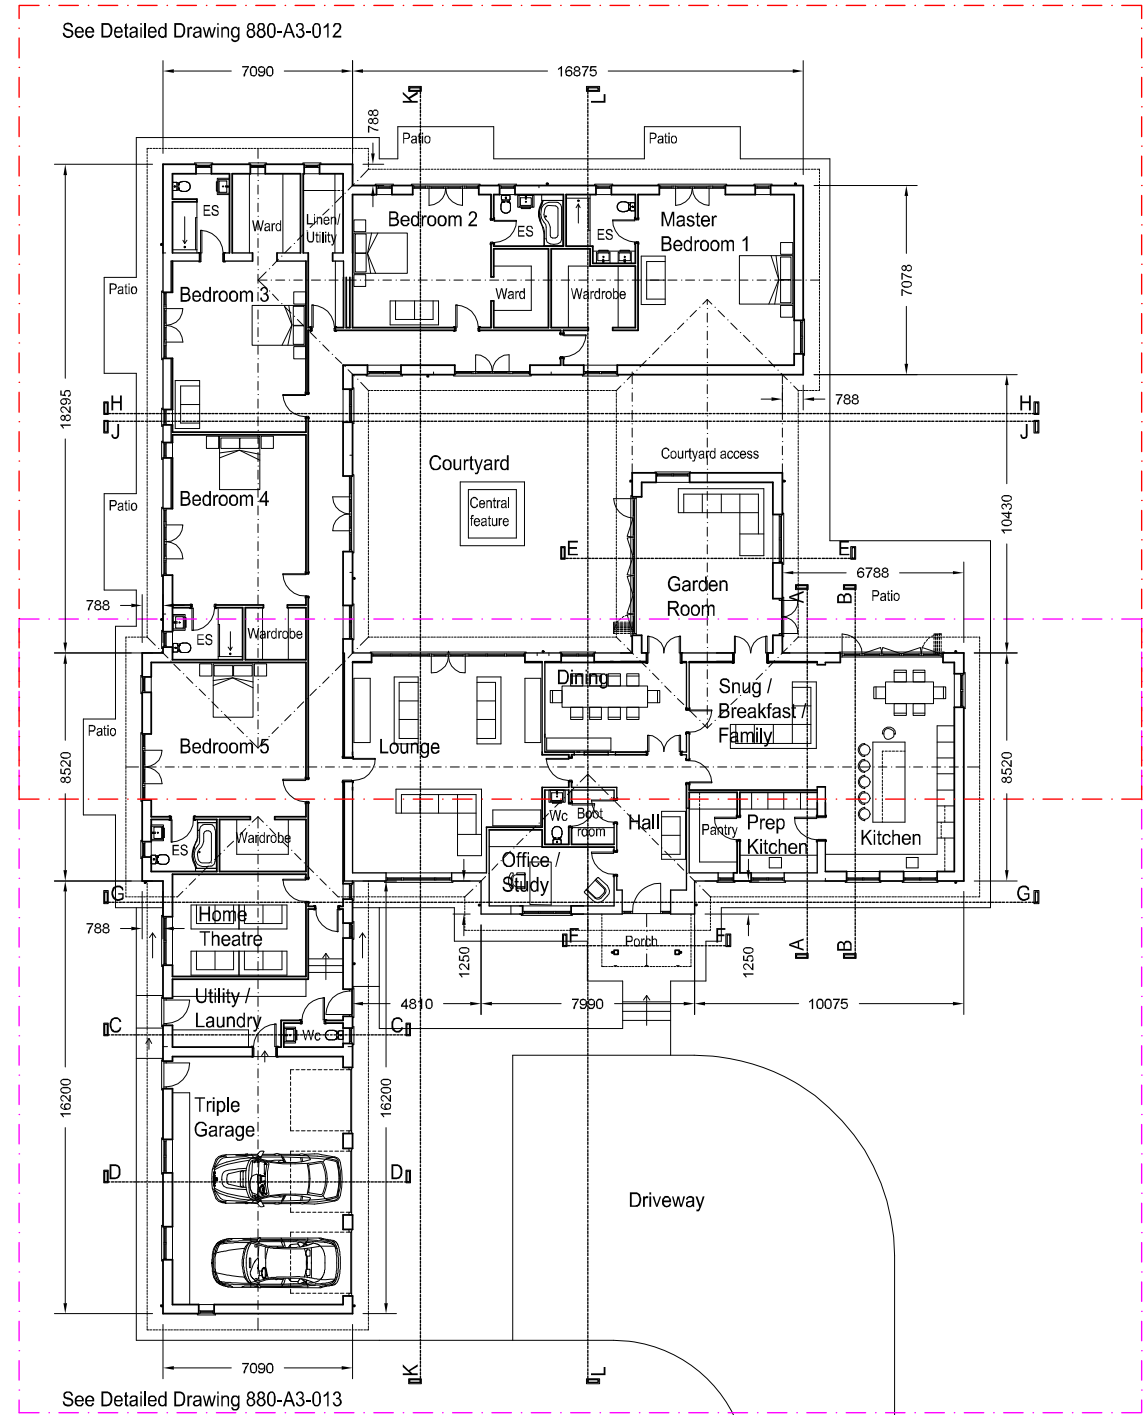 See Detailed Drawing 880-A3-012
7090
16875
K
L
788
Patio
Patio
ES
Ward
Linen/
Utility
Bedroom 2
ES
ES
Master
Bedroom 1
7078
Patio
Bedroom 3
Ward
Wardrobe
18295
H
H
J
J
788
Courtyard
Courtyard access
Bedroom 4
Patio
Central
feature
10430
E
E
Garden
Room
6788
A
B
Patio
788
ES
Wardrobe
Dining
Snug /
Breakfast /
Family
Patio
Bedroom 5
Lounge
8520
8520
ES
Wardrobe
Wc
Boot
room
Hall
Pantry
Prep
Kitchen
Kitchen
Office /
Study
G
G
Home
Theatre
788
1250
F
Porch
F
1250
A
B
Utility /
Laundry
4810
7990
10075
C
Wc
C
16200
16200
Triple
Garage
D
D
Driveway
7090
K
L
See Detailed Drawing 880-A3-013